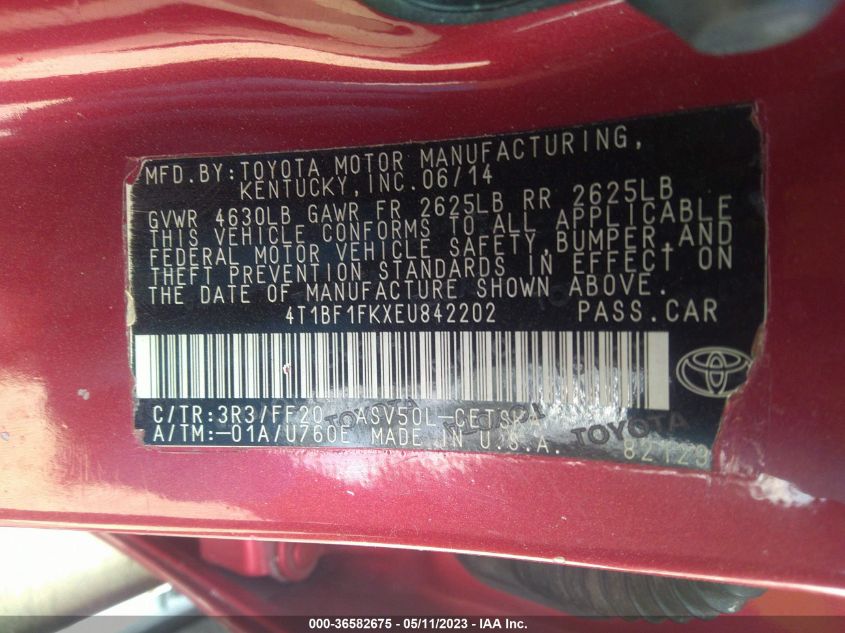 MFD.BY:TOYOTA MOTOR MANUFACTURING,
KENTUCKY,INC.06/14
GVWR 4630LB GAWR FR 2625LB RR 2625LB
THIS VEHICLE CONFORMS TO ALL APPLICABLE
FEDERAL MOTOR VEHICLE SAFETY,BUMPER,AND
THEFT PREVENTION STANDARDS IN EFFECT ON
THE DATE OF MANUFACTURE SHOWN ABOVE.
4T1BF1FKXEU842202 PASS.CAR
C/TR:3R3/FF20
A/TM:-01A/U760E MADE IN U.S.A.
TOYOTA TOYOTA
000-36582675 - 05/11/2023 - © IAA Inc.